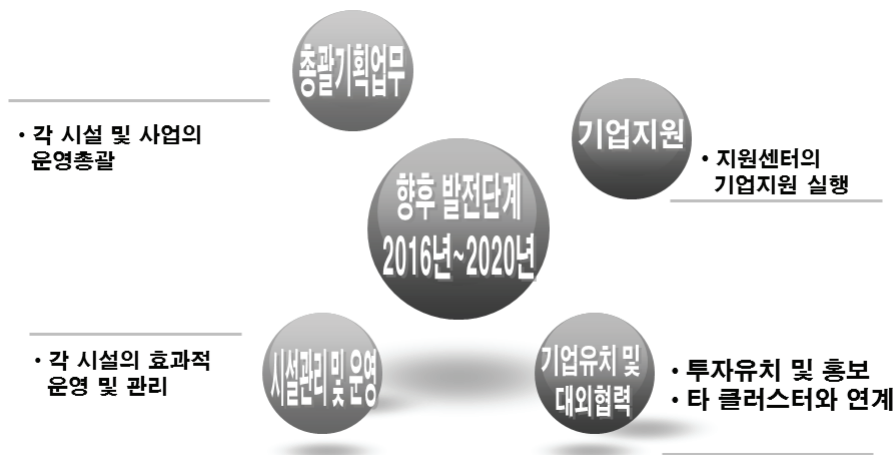 총괄기획업무
• 각 시설 및 사업의
운영총괄
기업지원
• 지원센터의
기업지원 실행
향후 발전단계
2016년~2020년
시설관리 및 운영
• 각 시설의 효과적
운영 및 관리
기업유치 및
대외협력
• 투자유치 및 홍보
• 타 클러스터와 연계